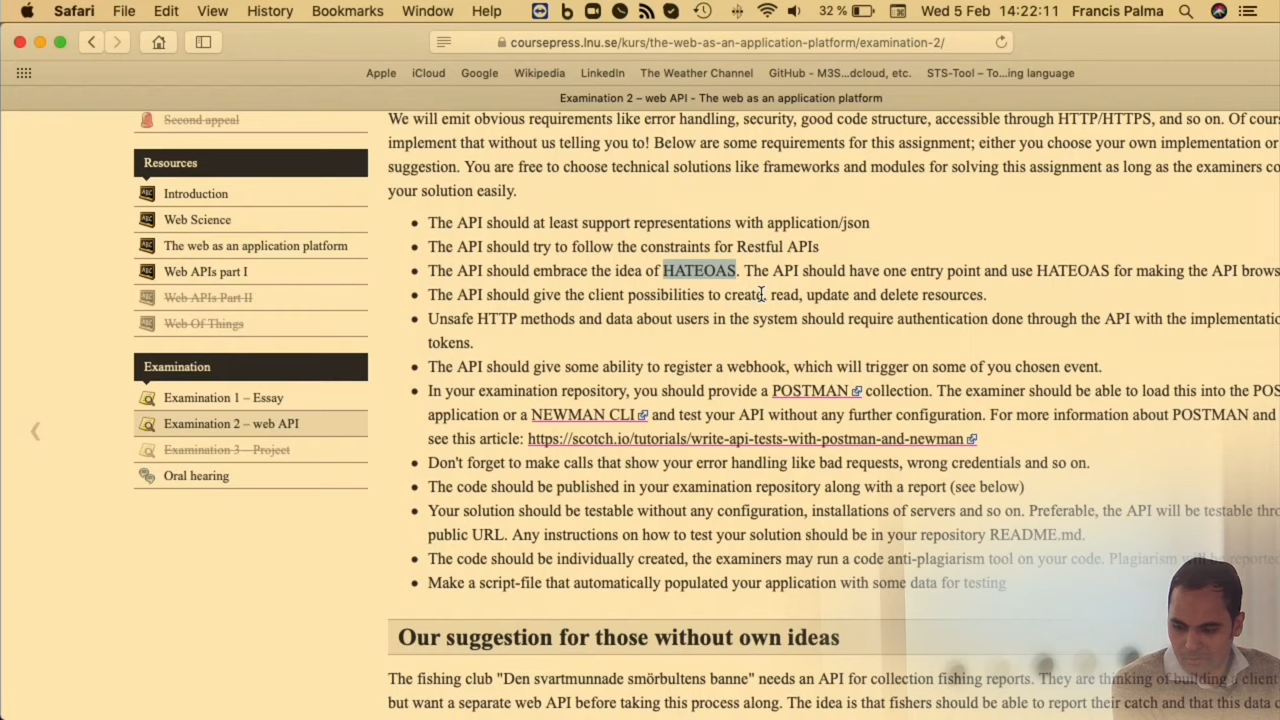 Safari File Edit View History Bookmarks Window Help 32 % Wed 5 Feb 14:22:11 Francis Palma
coursepress.lnu.se/kurs/the-web-as-an-application-platform/examination-2/
Apple iCloud Google Wikipedia LinkedIn The Weather Channel GitHub - M3S...dcloud, etc. STS-Tool – To...ing language
Examination 2 – web API - The web as an application platform
Second appeal
Resources
Introduction
Web Science
The web as an application platform
Web APIs part I
Web APIs Part II
Web Of Things
Examination
Examination 1 – Essay
Examination 2 – web API
Examination 3 – Project
Oral hearing
We will emit obvious requirements like error handling, security, good code structure, accessible through HTTP/HTTPS, and so on. Of cours
implement that without us telling you to! Below are some requirements for this assignment; either you choose your own implementation or
suggestion. You are free to choose technical solutions like frameworks and modules for solving this assignment as long as the examiners co
your solution easily.
• The API should at least support representations with application/json
• The API should try to follow the constraints for Restful APIs
• The API should embrace the idea of HATEOAS. The API should have one entry point and use HATEOAS for making the API brows
• The API should give the client possibilities to create, read, update and delete resources.
• Unsafe HTTP methods and data about users in the system should require authentication done through the API with the implementatio
tokens.
• The API should give some ability to register a webhook, which will trigger on some of you chosen event.
• In your examination repository, you should provide a POSTMAN collection. The examiner should be able to load this into the POS
application or a NEWMAN CLI and test your API without any further configuration. For more information about POSTMAN and
see this article: https://scotch.io/tutorials/write-api-tests-with-postman-and-newman
• Don't forget to make calls that show your error handling like bad requests, wrong credentials and so on.
• The code should be published in your examination repository along with a report (see below)
• Your solution should be testable without any configuration, installations of servers and so on. Preferable, the API will be testable thro
public URL. Any instructions on how to test your solution should be in your repository README.md.
• The code should be individually created, the examiners may run a code anti-plagiarism tool on your code. Plagiarism will be reporte
• Make a script-file that automatically populated your application with some data for testing
Our suggestion for those without own ideas
The fishing club "Den svartmunnade smörbultens banne" needs an API for collection fishing reports. They are thinking of building a client
but want a separate web API before taking this process along. The idea is that fishers should be able to report their catch and that this data